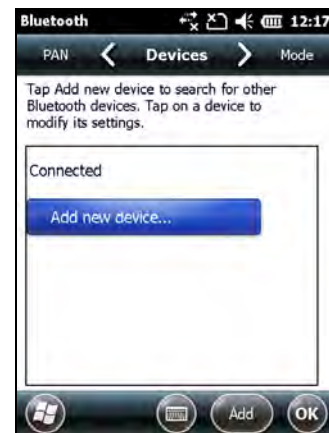 Bluetooth 12:17
PAN Devices Mode
Tap Add new device to search for other
Bluetooth devices. Tap on a device to
modify its settings.
Connected
Add new device...
Add OK